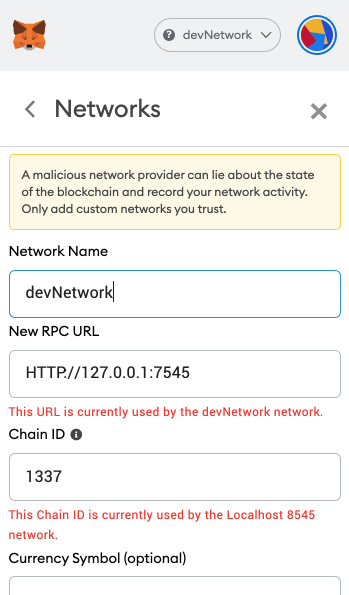 devNetwork
Networks
A malicious network provider can lie about the state
of the blockchain and record your network activity.
Only add custom networks you trust.
Network Name
devNetwork
New RPC URL
HTTP://127.0.0.1:7545
This URL is currently used by the devNetwork network.
Chain ID
1337
This Chain ID is currently used by the Localhost 8545
network.
Currency Symbol (optional)